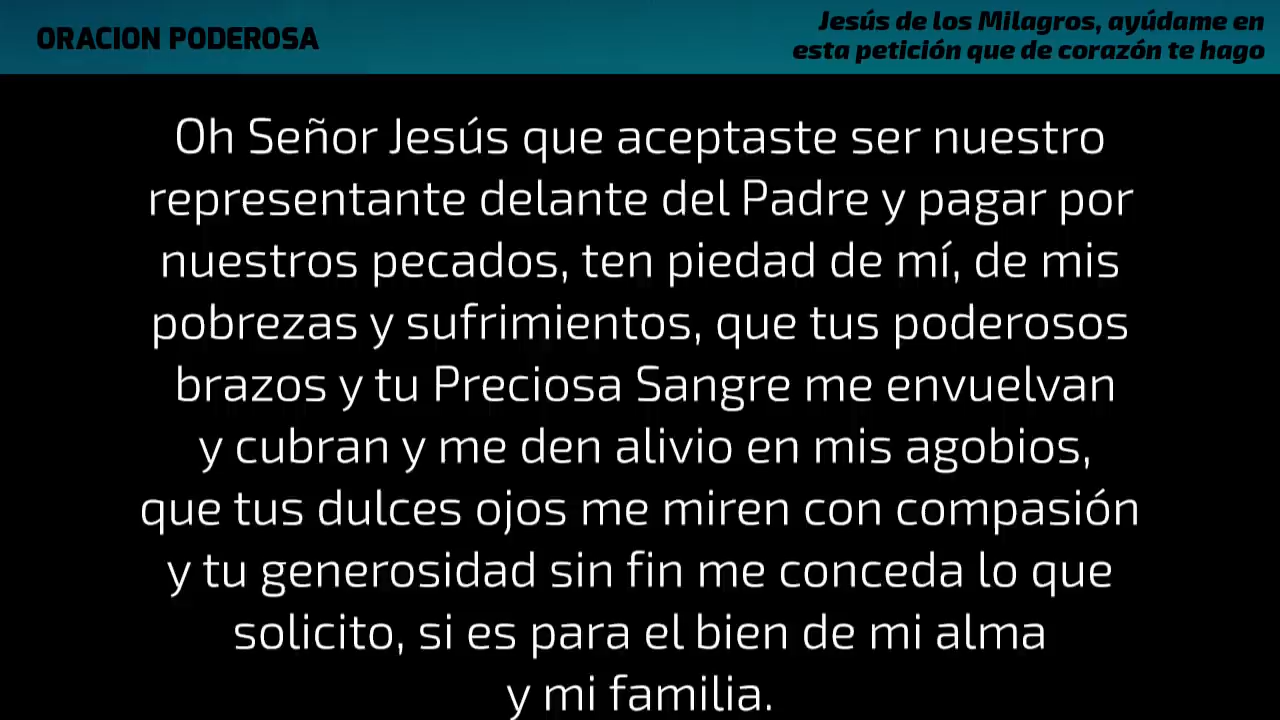 ORACION PODEROSA
Jesús de los Milagros, ayúdame en
esta petición que de corazón te hago
Oh Señor Jesús que aceptaste ser nuestro
representante delante del Padre y pagar por
nuestros pecados, ten piedad de mí, de mis
pobrezas y sufrimientos, que tus poderosos
brazos y tu Preciosa Sangre me envuelvan
y cubran y me den alivio en mis agobios,
que tus dulces ojos me miren con compasión
y tu generosidad sin fin me conceda lo que
solicito, si es para el bien de mi alma
y mi familia.